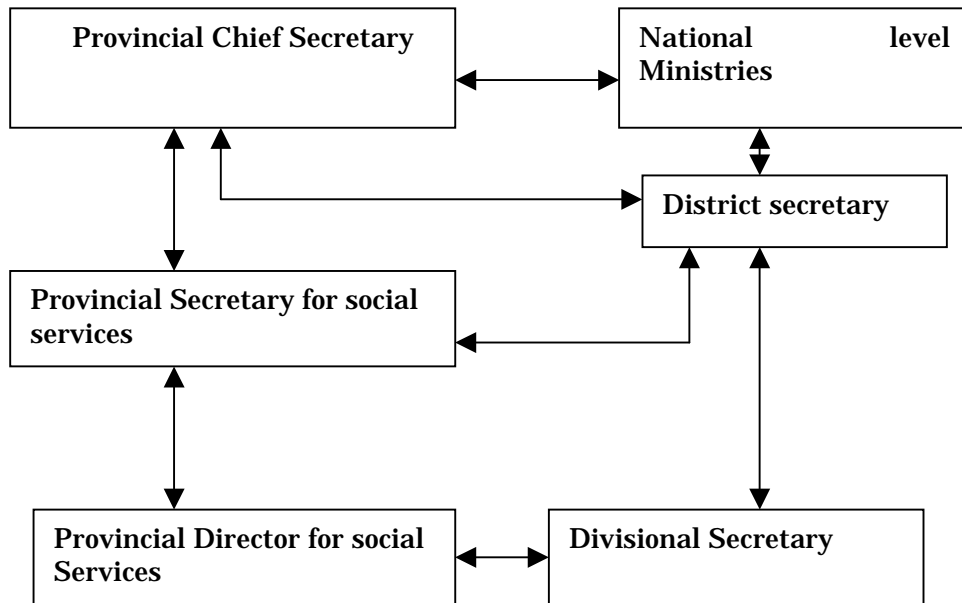 Provincial Chief Secretary
National level
Ministries
District secretary
Provincial Secretary for social
services
Provincial Director for social
Services
Divisional Secretary